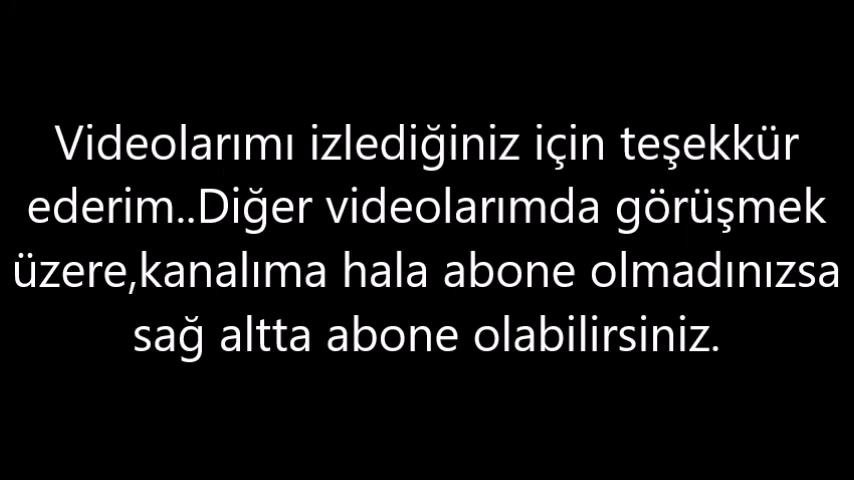 Videolarımı izlediğiniz için teşekkür
ederim..Diğer videolarımda görüşmek
üzere,kanalıma hala abone olmadınızsa
sağ altta abone olabilirsiniz.